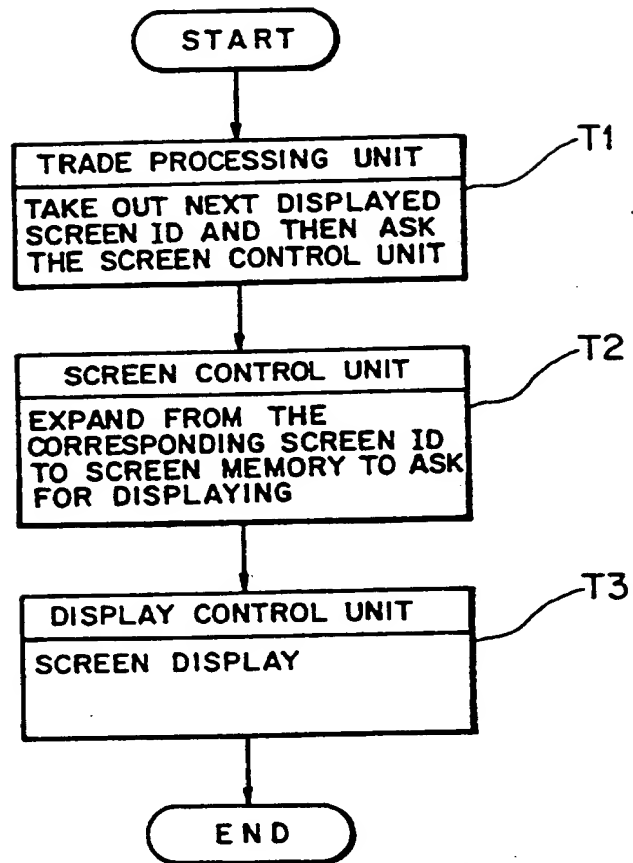 START
T1
TRADE PROCESSING UNIT
TAKE OUT NEXT DISPLAYED
SCREEN ID AND THEN ASK
THE SCREEN CONTROL UNIT
T2
SCREEN CONTROL UNIT
EXPAND FROM THE
CORRESPONDING SCREEN ID
TO SCREEN MEMORY TO ASK
FOR DISPLAYING
T3
DISPLAY CONTROL UNIT
SCREEN DISPLAY
END